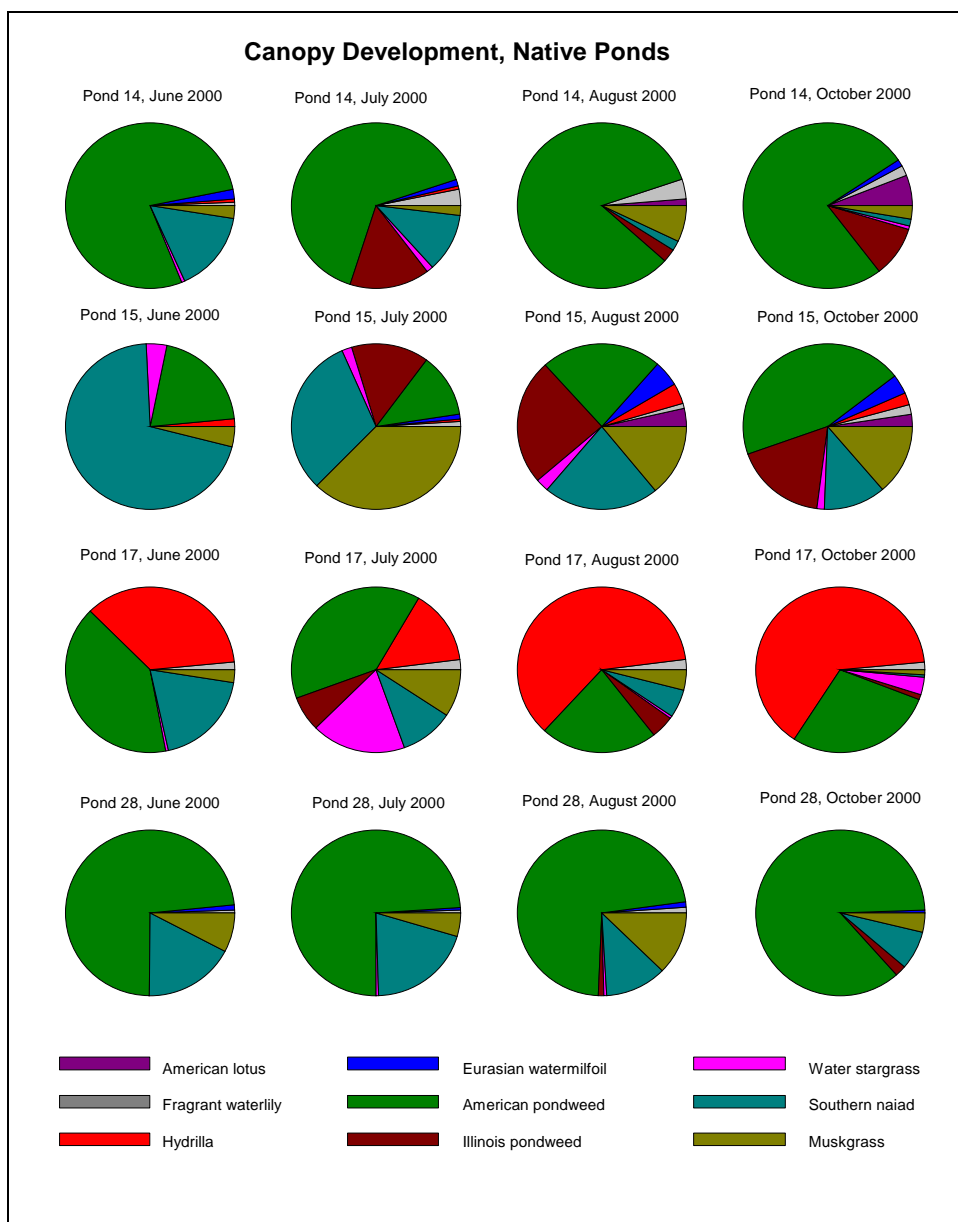 Canopy Development, Native Ponds
Pond 14, June 2000
Pond 14, July 2000
Pond 14, August 2000
Pond 14, October 2000
Pond 15, June 2000
Pond 15, July 2000
Pond 15, August 2000
Pond 15, October 2000
Pond 17, June 2000
Pond 17, July 2000
Pond 17, August 2000
Pond 17, October 2000
Pond 28, June 2000
Pond 28, July 2000
Pond 28, August 2000
Pond 28, October 2000
American lotus
Eurasian watermilfoil
Water stargrass
Fragrant waterlily
American pondweed
Southern naiad
Hydrilla
Illinois pondweed
Muskgrass